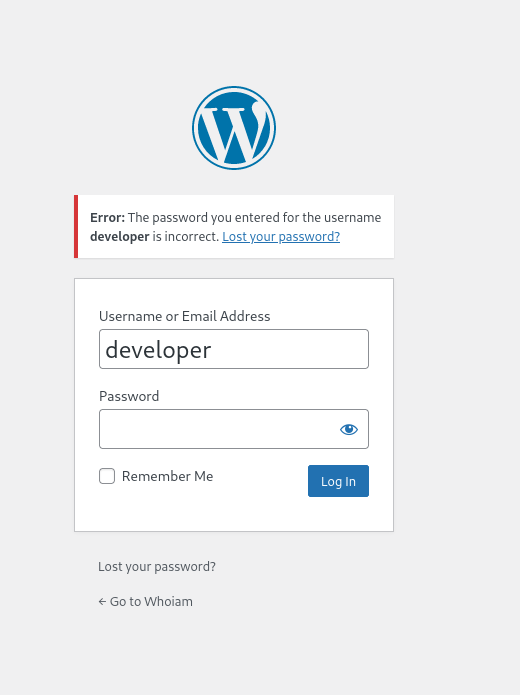 Error: The password you entered for the username
developer is incorrect. Lost your password?
Username or Email Address
developer
Password
Remember Me
Log In
Lost your password?
← Go to Whoiam